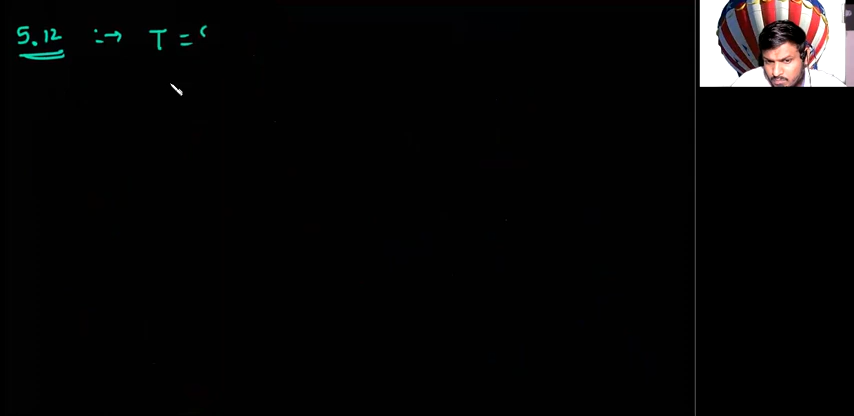 5.12 :→ T =